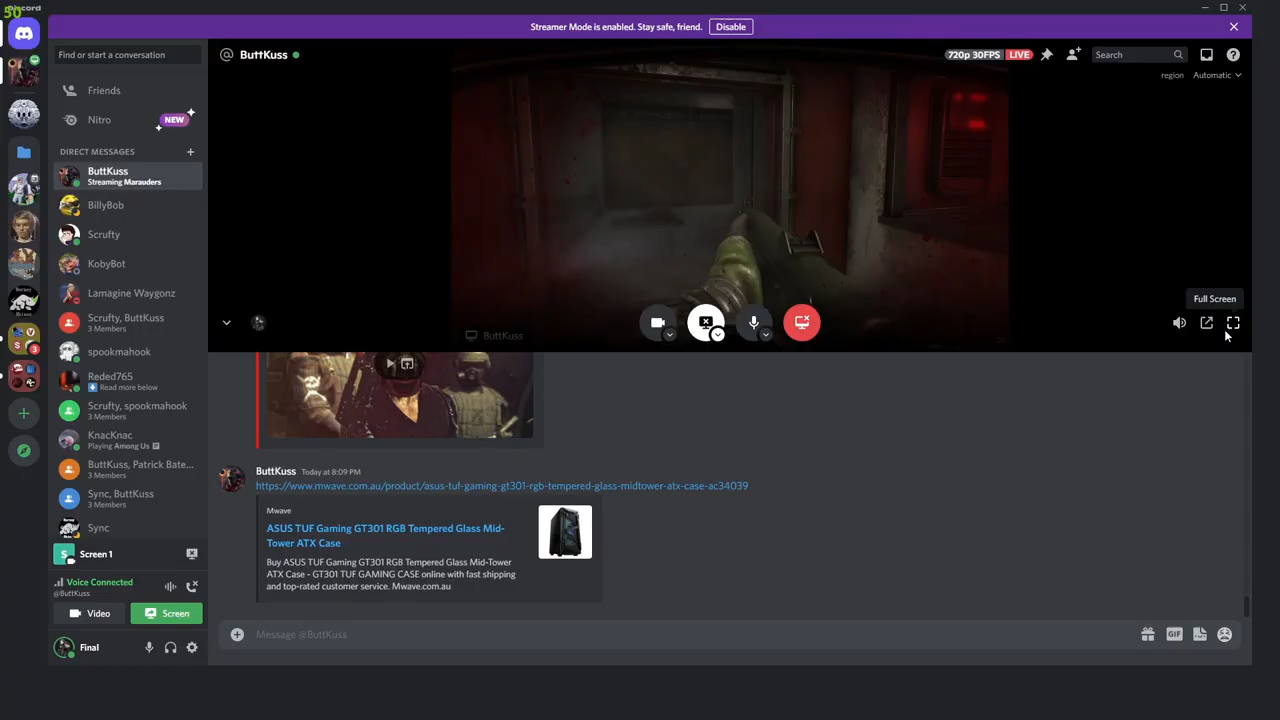 50
Discord
Streamer Mode is enabled. Stay safe, friend.
Disable
Find or start a conversation
ButtKuss
720p 30FPS
LIVE
Search
region
Automatic
Friends
Nitro
NEW
DIRECT MESSAGES
ButtKuss
Streaming Marauders
BillyBob
Scrufty
KobyBot
Lamagine Waygonz
Scrufty, ButtKuss
3 Members
spookmahook
Reded765
Read more below
Scrufty, spookmahook
3 Members
KnacKnac
Playing Among Us
ButtKuss, Patrick Bate...
3 Members
Sync, ButtKuss
3 Members
Sync
3
S
Screen 1
Voice Connected
@ButtKuss
Video
Screen
Final
Full Screen
ButtKuss
ButtKuss Today at 8:09 PM
https://www.mwave.com.au/product/asus-tuf-gaming-gt301-rgb-tempered-glass-midtower-atx-case-ac34039
Mwave
ASUS TUF Gaming GT301 RGB Tempered Glass Mid-
Tower ATX Case
Buy ASUS TUF Gaming GT301 RGB Tempered Glass Mid-Tower
ATX Case - GT301 TUF GAMING CASE online with fast shipping
and top-rated customer service. Mwave.com.au
Message @ButtKuss
GIF